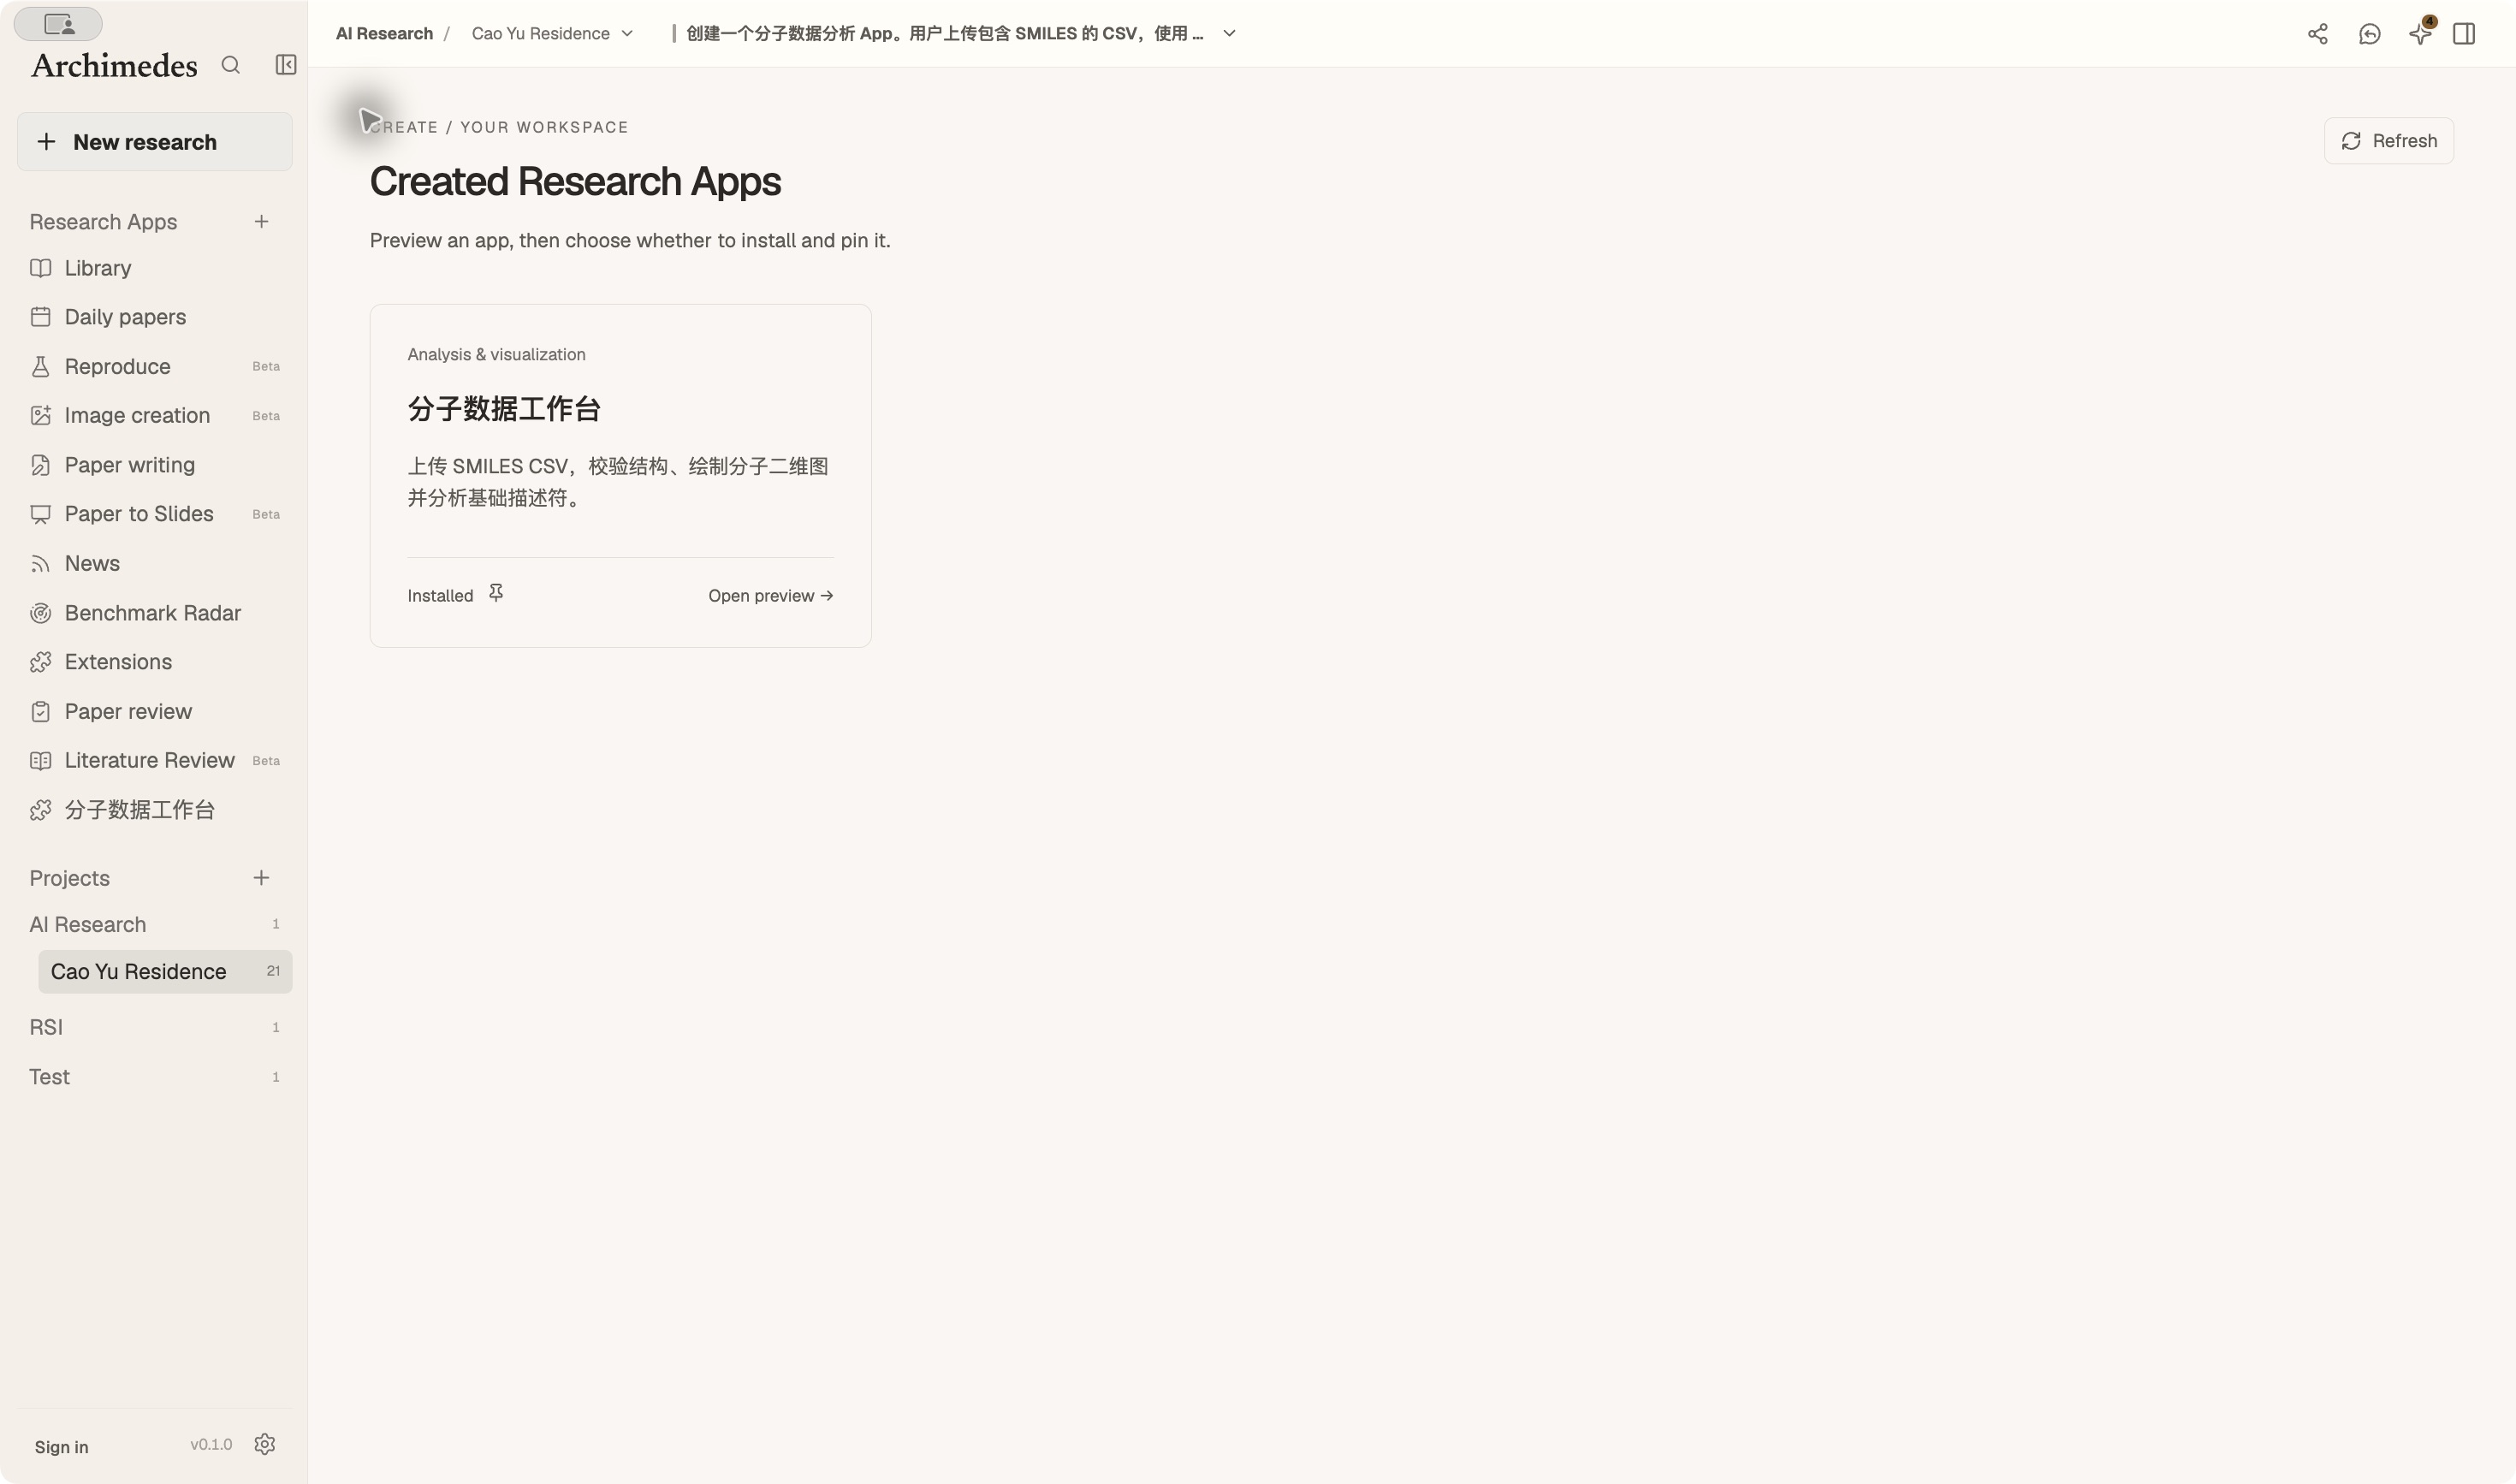 Archimedes
New research
Research Apps
Library
Daily papers
Reproduce Beta
Image creation Beta
Paper writing
Paper to Slides Beta
News
Benchmark Radar
Extensions
Paper review
Literature Review Beta
分子数据工作台
Projects
AI Research 1
Cao Yu Residence 21
RSI 1
Test 1
Sign in v0.1.0
AI Research / Cao Yu Residence 创建一个分子数据分析 App。用户上传包含 SMILES 的 CSV，使用 ... 4
CREATE / YOUR WORKSPACE
Refresh
Created Research Apps
Preview an app, then choose whether to install and pin it.
Analysis & visualization
分子数据工作台
上传 SMILES CSV，校验结构、绘制分子二维图
并分析基础描述符。
Installed Open preview →